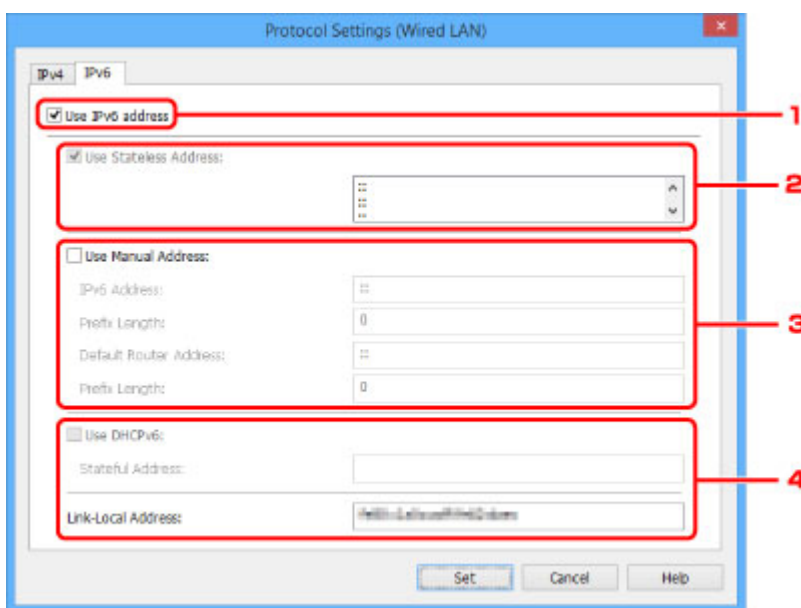 Protocol Settings (Wired LAN)
IPv4 IPv6
Use IPv6 address 1
Use Stateless Address: 2
::
::
::
Use Manual Address:
IPv6 Address: ::
Prefix Length: 0
3
Default Router Address: ::
Prefix Length: 0
Use DHCPv6:
Stateful Address: 4
Link-Local Address:
Set Cancel Help